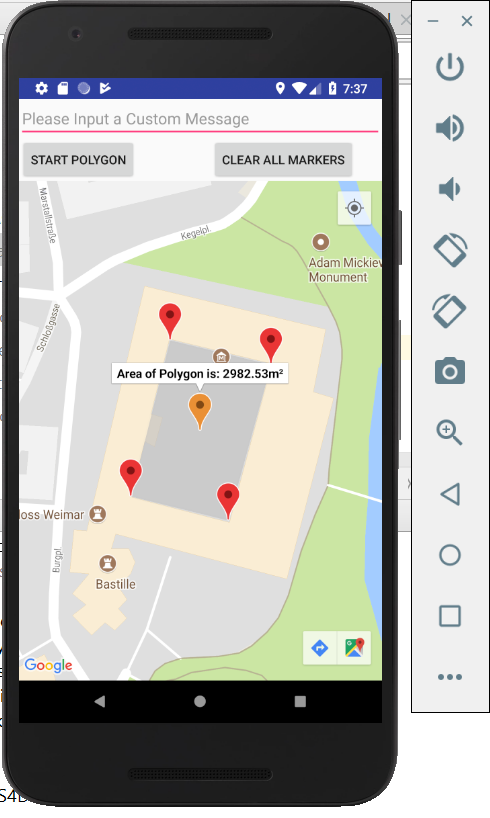 7:37
Please Input a Custom Message
START POLYGON
CLEAR ALL MARKERS
Marstallstraße
Kegelpl.
Adam Mickiew
Monument
Schloßgasse
Area of Polygon is: 2982.53m²
loss Weimar
Burgpl
Bastille
Google
S4